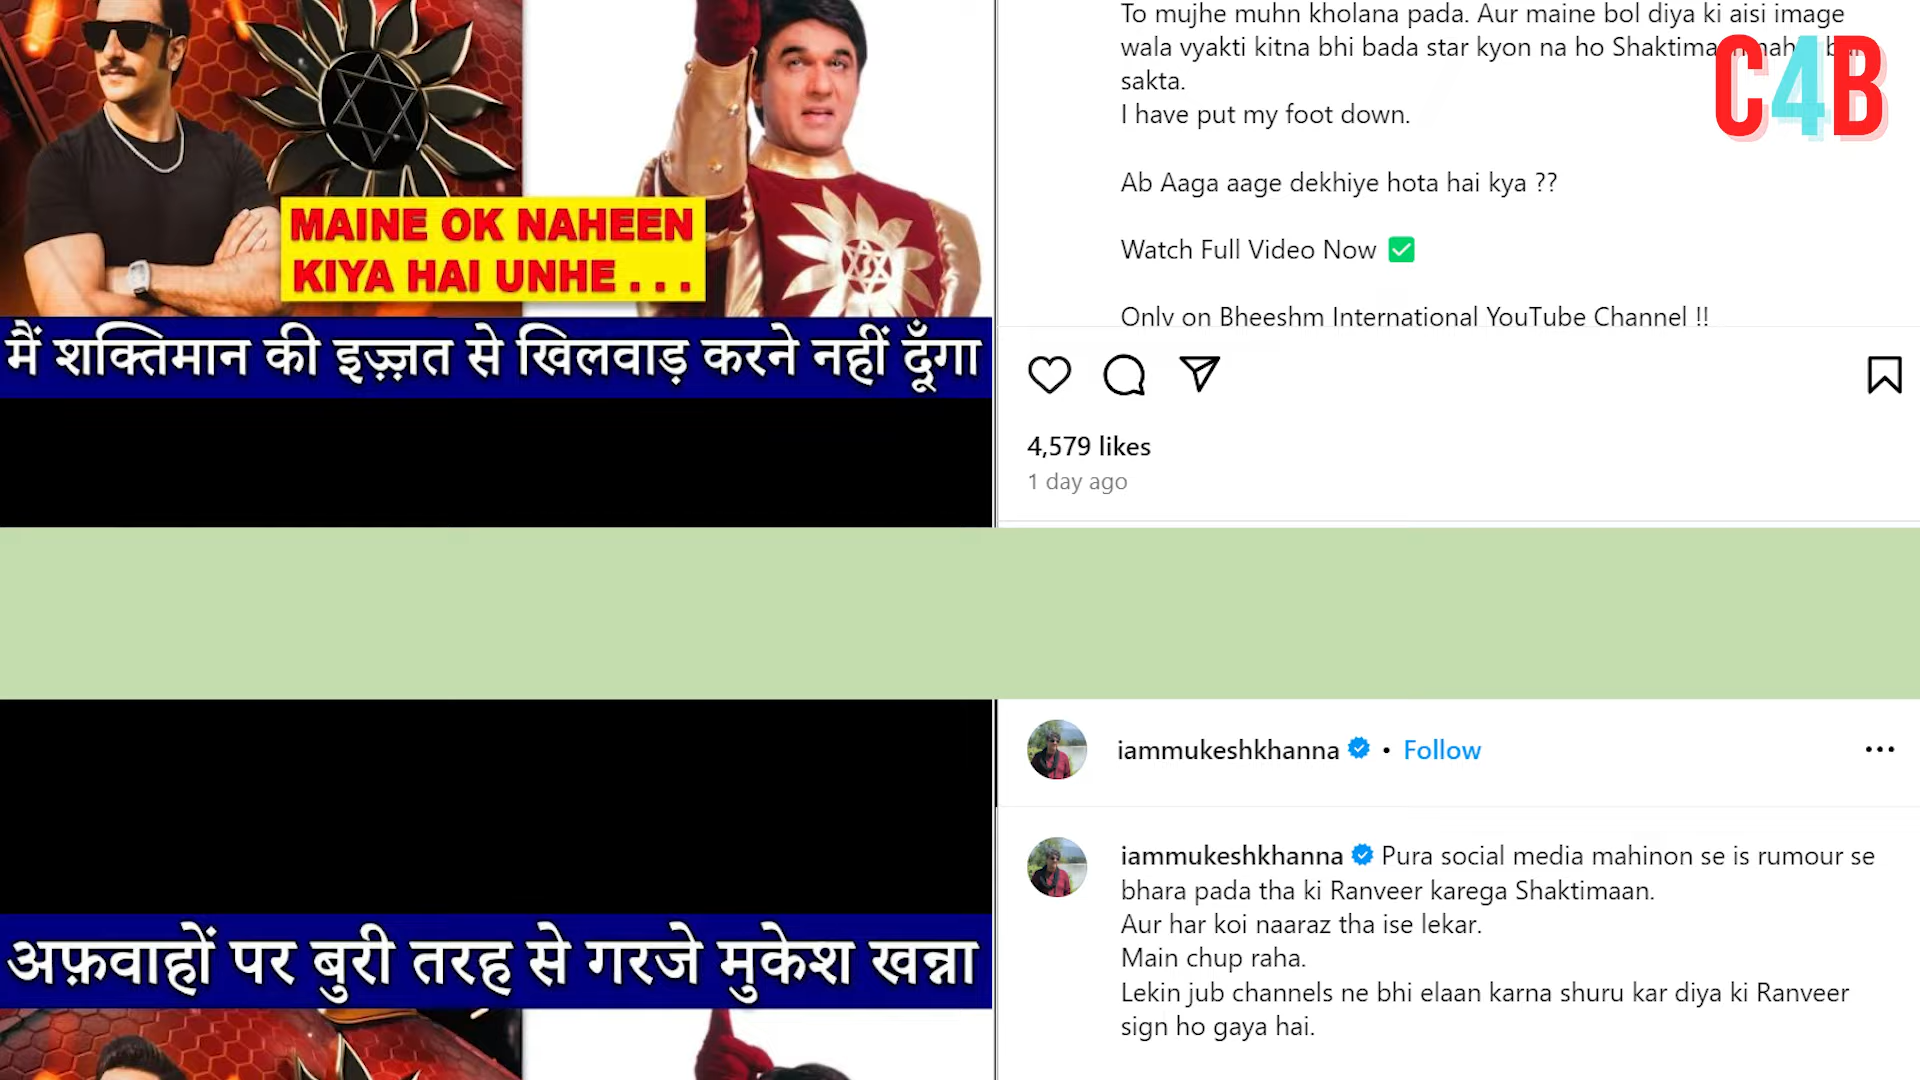 To mujhe muhn kholana pada. Aur maine bol diya ki aisi image
wala vyakti kitna bhi bada star kyon na ho
sakta.
I have put my foot down.
C4B
Ab Aaga aage dekhiye hota hai kya ??
Watch Full Video Now ✅
Only on Bheeshm International YouTube Channel !!
MAINE OK NAHEEN
KIYA HAI UNHE . . .
मैं शक्तिमान की इज़्ज़त से खिलवाड़ करने नहीं दूँगा
4,579 likes
1 day ago
iammukeshkhanna • Follow
iammukeshkhanna Pura social media mahinon se is rumour se
bhara pada tha ki Ranveer karega Shaktimaan.
Aur har koi naaraz tha ise lekar.
Main chup raha.
Lekin jub channels ne bhi elaan karna shuru kar diya ki Ranveer
sign ho gaya hai.
अफ़वाहों पर बुरी तरह से गरजे मुकेश खन्ना